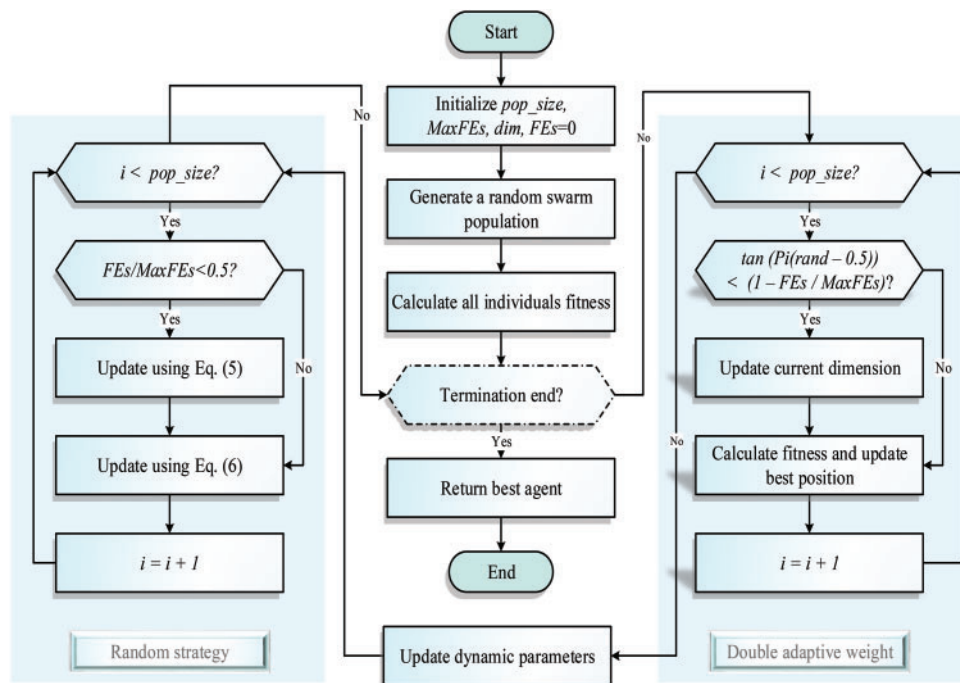 Start
Initialize pop_size,
MaxFEs, dim, FEs=0
Generate a random swarm
population
Calculate all individuals fitness
Termination end?
Yes
Return best agent
End
No
i < pop_size?
Yes
FEs/MaxFEs<0.5?
Yes
No
Update using Eq. (5)
Update using Eq. (6)
i = i + 1
Random strategy
No
i < pop_size?
Yes
tan (Pi(rand – 0.5))
< (1 – FEs / MaxFEs)?
Yes
No
Update current dimension
Calculate fitness and update
best position
i = i + 1
Double adaptive weight
No
Update dynamic parameters